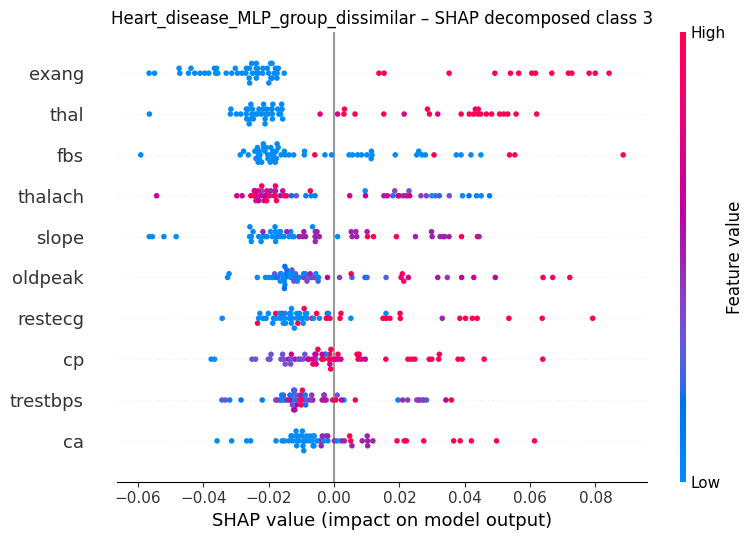 Heart_disease_MLP_group_dissimilar – SHAP decomposed class 3
High
exang
thal
fbs
thalach
slope
oldpeak
restecg
cp
trestbps
ca
Feature value
Low
−0.06 −0.04 −0.02 0.00 0.02 0.04 0.06 0.08
SHAP value (impact on model output)